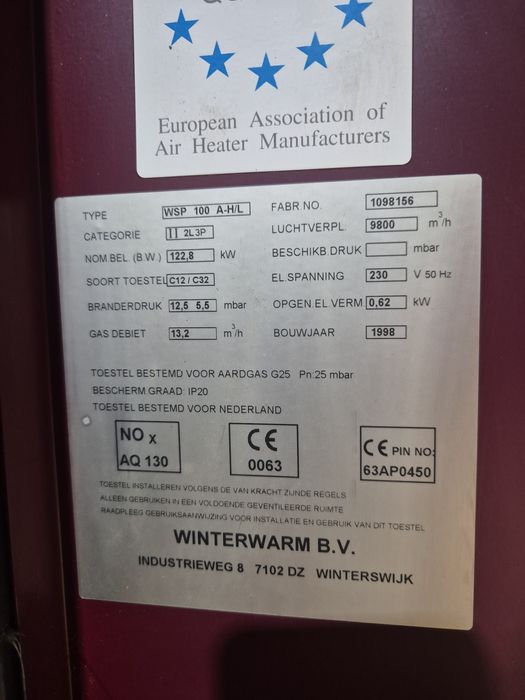 European Association of
Air Heater Manufacturers
TYPE WSP 100 A-H/L FABR.NO. 1098156
CATEGORIE II 2L3P LUCHTVERPL. 9800 m³/h
NOM BEL. (B.W.) 122,8 kW BESCHIKB.DRUK mbar
SOORT TOESTEL C12 / C32 EL.SPANNING 230 V 50 Hz
BRANDERDRUK 12,5 5,5 mbar OPGEN EL VERM. 0,62 kW
GAS DEBIET 13,2 m³/h BOUWJAAR 1998
TOESTEL BESTEMD VOOR AARDGAS G25 Pn:25 mbar
BESCHERM GRAAD: IP20
TOESTEL BESTEMD VOOR NEDERLAND
NO x
AQ 130
CE
0063
CE PIN NO:
63AP0450
TOESTEL INSTALLEREN VOLGENS DE VAN KRACHT ZIJNDE REGELS
ALLEEN GEBRUIKEN IN EEN VOLDOENDE GEVENTILEERDE RUIMTE
RAADPLEEG GEBRUIKSAANWIJZING VOOR INSTALLATIE EN GEBRUIK VAN DIT TOESTEL
WINTERWARM B.V.
INDUSTRIEWEG 8 7102 DZ WINTERSWIJK